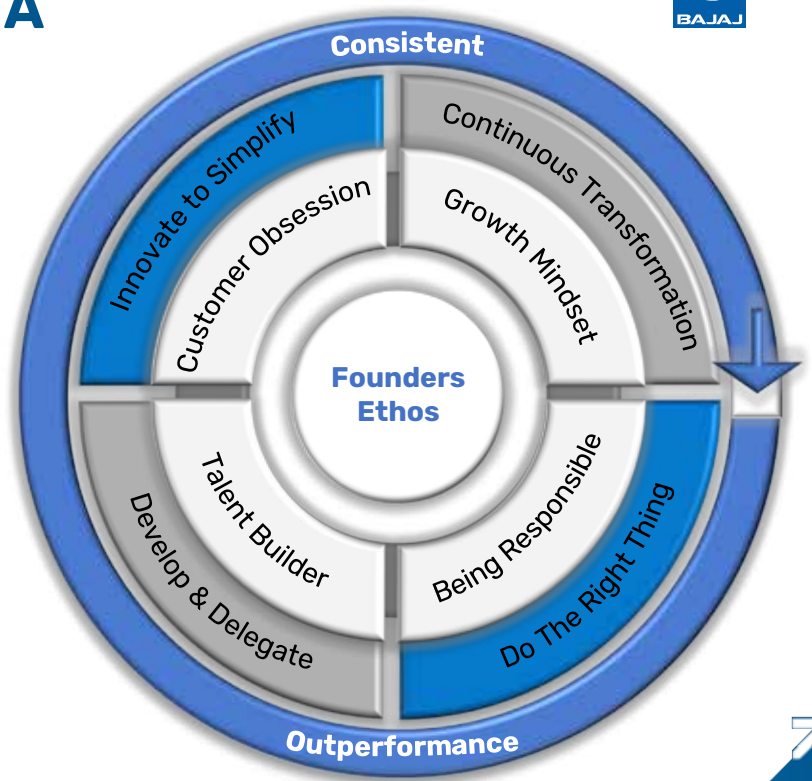 A
BAJAJ
Consistent
Innovate to Simplify
Continuous Transformation
Customer Obsession
Growth Mindset
Founders
Ethos
Talent Builder
Being Responsible
Develop & Delegate
Do The Right Thing
Outperformance